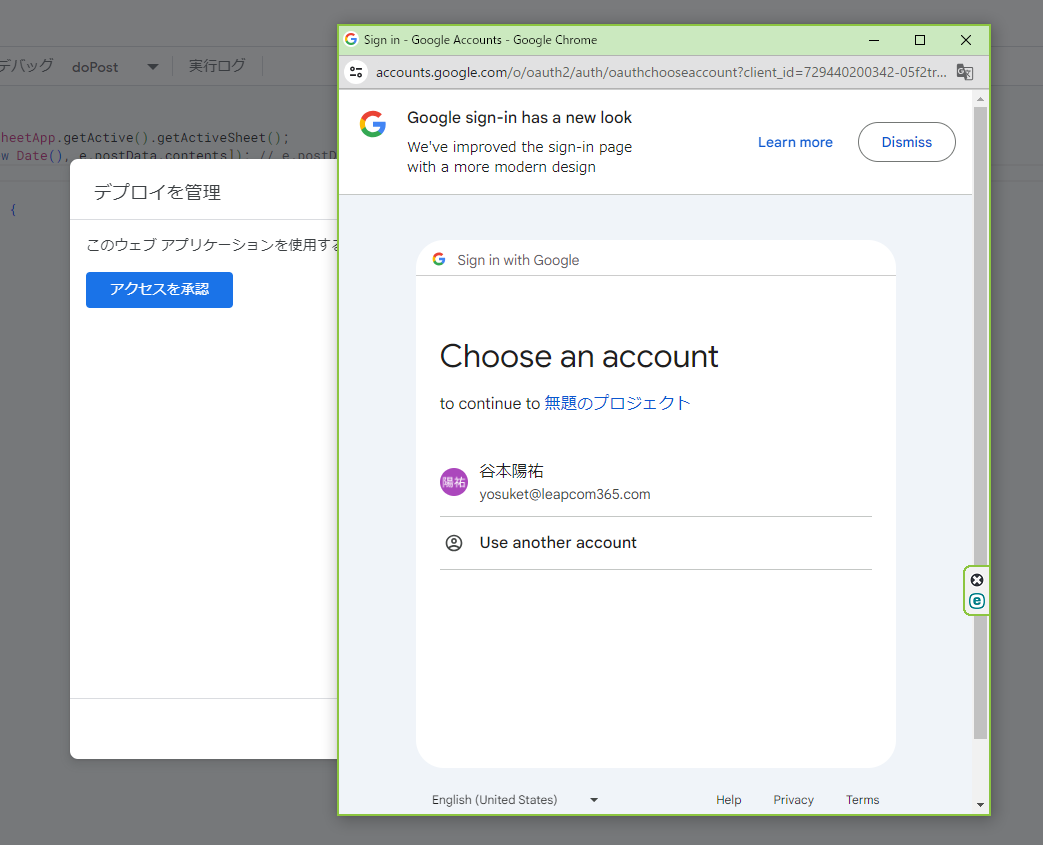 Sign in - Google Accounts - Google Chrome
accounts.google.com/o/oauth2/auth/oauthchooseaccount?client_id=729440200342-05f2tr...
デバッグ doPost 実行ログ
heetApp.getActive().getActiveSheet();
w Date(), e.postData.contents]); // e.postD
{
デプロイを管理
このウェブ アプリケーションを使用する
アクセスを承認
Google sign-in has a new look
We've improved the sign-in page
with a more modern design
Learn more
Dismiss
Sign in with Google
Choose an account
to continue to 無題のプロジェクト
陽祐
谷本陽祐
yosuket@leapcom365.com
Use another account
English (United States)
Help
Privacy
Terms